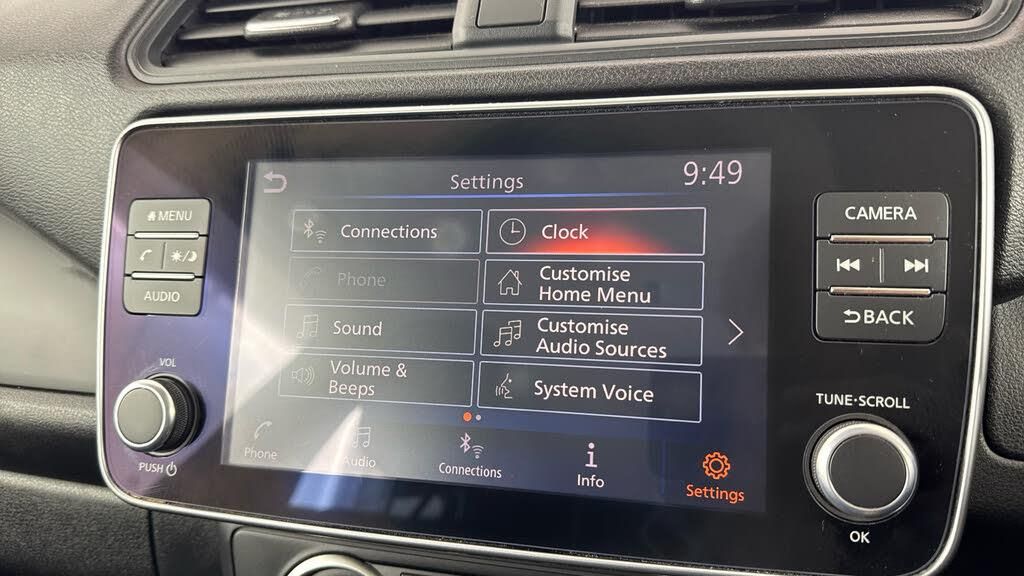 Settings
9:49
MENU
AUDIO
VOL
PUSH
Connections
Clock
Phone
Customise
Home Menu
Sound
Customise
Audio Sources
Volume &
Beeps
System Voice
Phone
Audio
Connections
Info
Settings
CAMERA
BACK
TUNE·SCROLL
OK